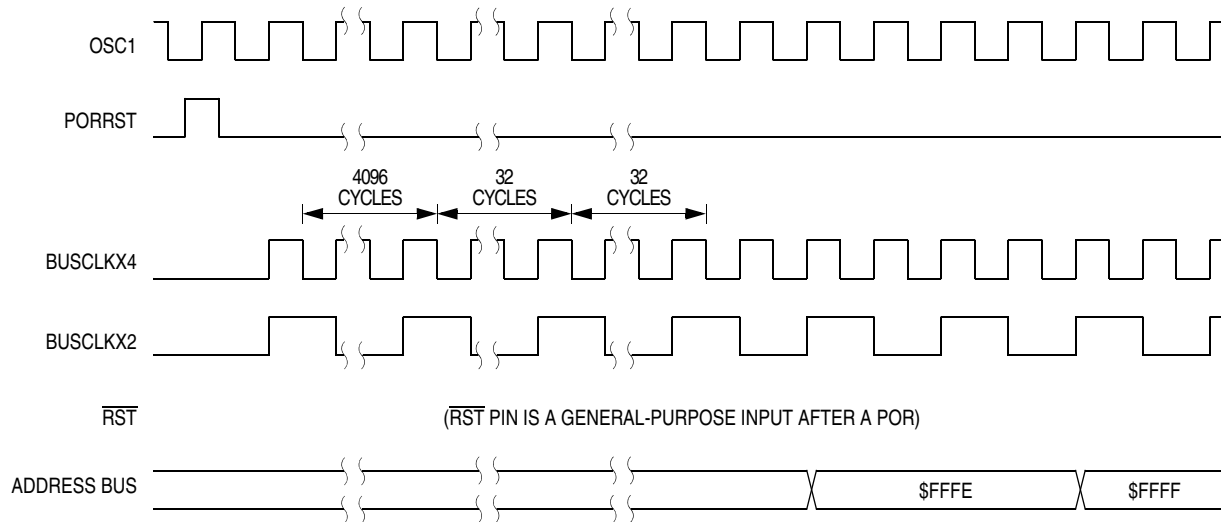 OSC1
PORRST
4096
CYCLES
32
CYCLES
32
CYCLES
BUSCLKX4
BUSCLKX2
RST
(RST PIN IS A GENERAL-PURPOSE INPUT AFTER A POR)
ADDRESS BUS
$FFFE
$FFFF